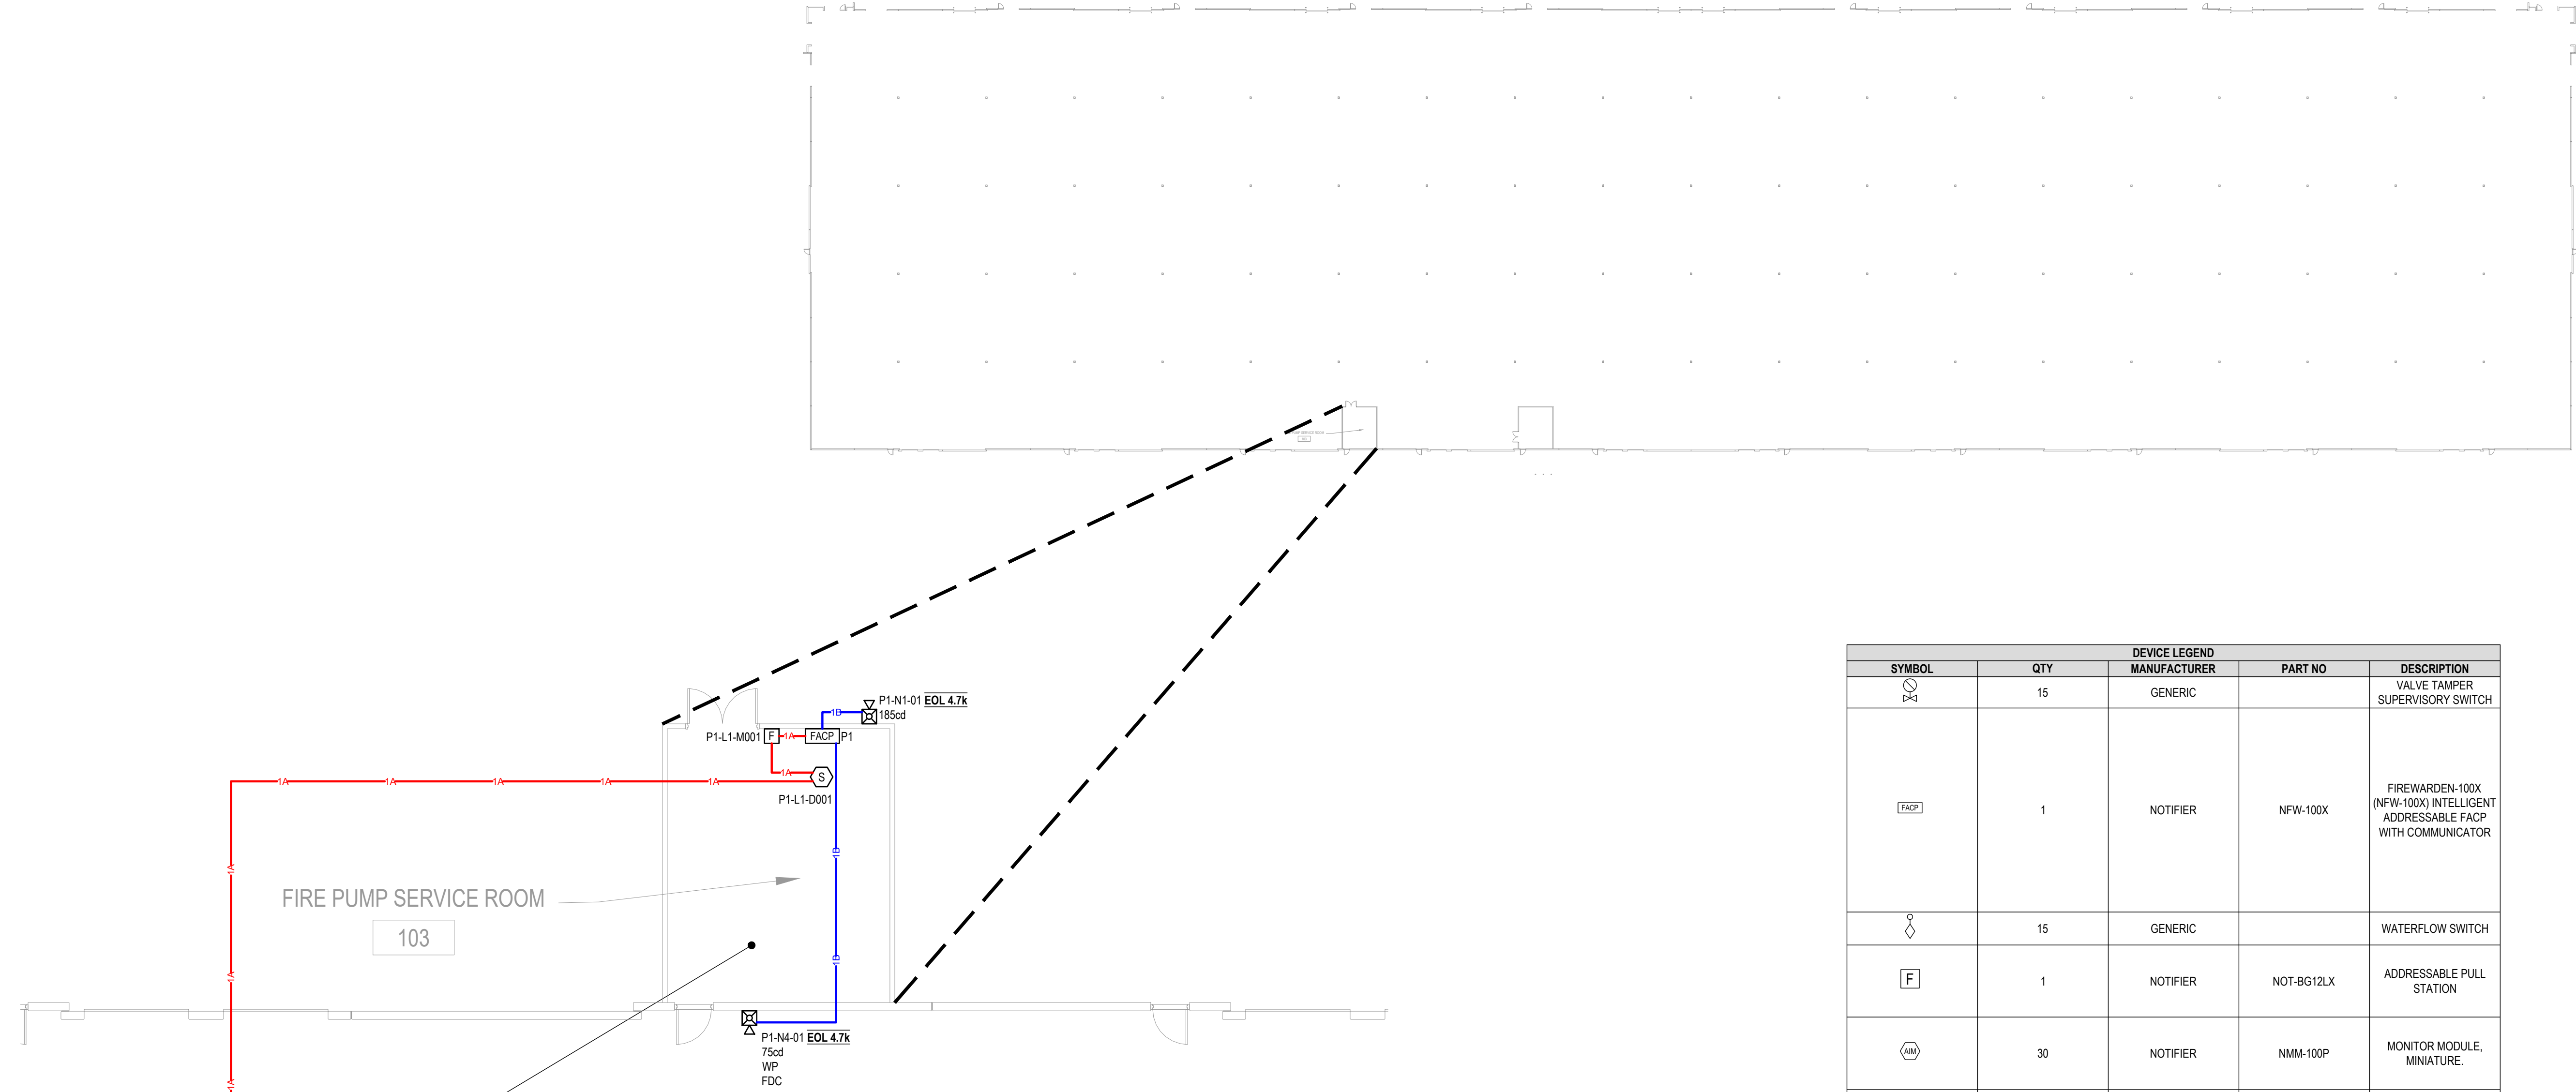 PUMP SERVICE ROOM
103
P1-N1-01 EOL 4.7k
185cd
1B
P1-L1-M001 F 1A FACP P1
1A S
P1-L1-D001
1A 1A 1A 1A 1A
1B
1A
FIRE PUMP SERVICE ROOM
103
1B
1A
1A
P1-N4-01 EOL 4.7k
75cd
WP
FDC
DEVICE LEGEND
SYMBOL QTY MANUFACTURER PART NO DESCRIPTION
15 GENERIC VALVE TAMPER
SUPERVISORY SWITCH
FACP 1 NOTIFIER NFW-100X FIREWARDEN-100X
(NFW-100X) INTELLIGENT
ADDRESSABLE FACP
WITH COMMUNICATOR
15 GENERIC WATERFLOW SWITCH
F 1 NOTIFIER NOT-BG12LX ADDRESSABLE PULL
STATION
AIM 30 NOTIFIER NMM-100P MONITOR MODULE,
MINIATURE.